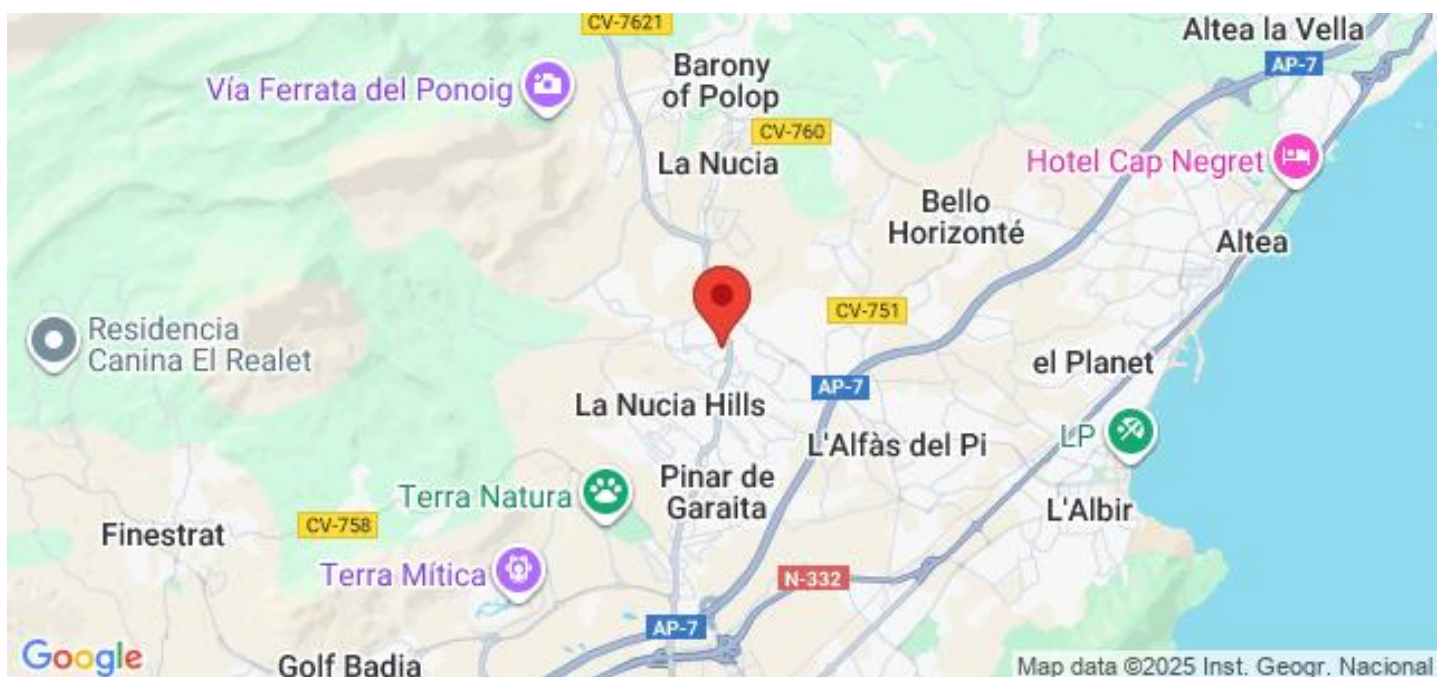 CV-7621
Altea la Vella
AP-7
Barony
of Polop
Vía Ferrata del Ponoig
CV-760
La Nucia
Hotel Cap Negret
Bello
Horizonté
Altea
CV-751
Residencia
Canina El Realet
el Planet
AP-7
La Nucia Hills
L'Alfàs del Pi
LP
Pinar de
Garaita
Terra Natura
L'Albir
CV-758
Finestrat
Terra Mítica
N-332
AP-7
Google
Golf Badia
Map data ©2025 Inst. Geogr. Nacional